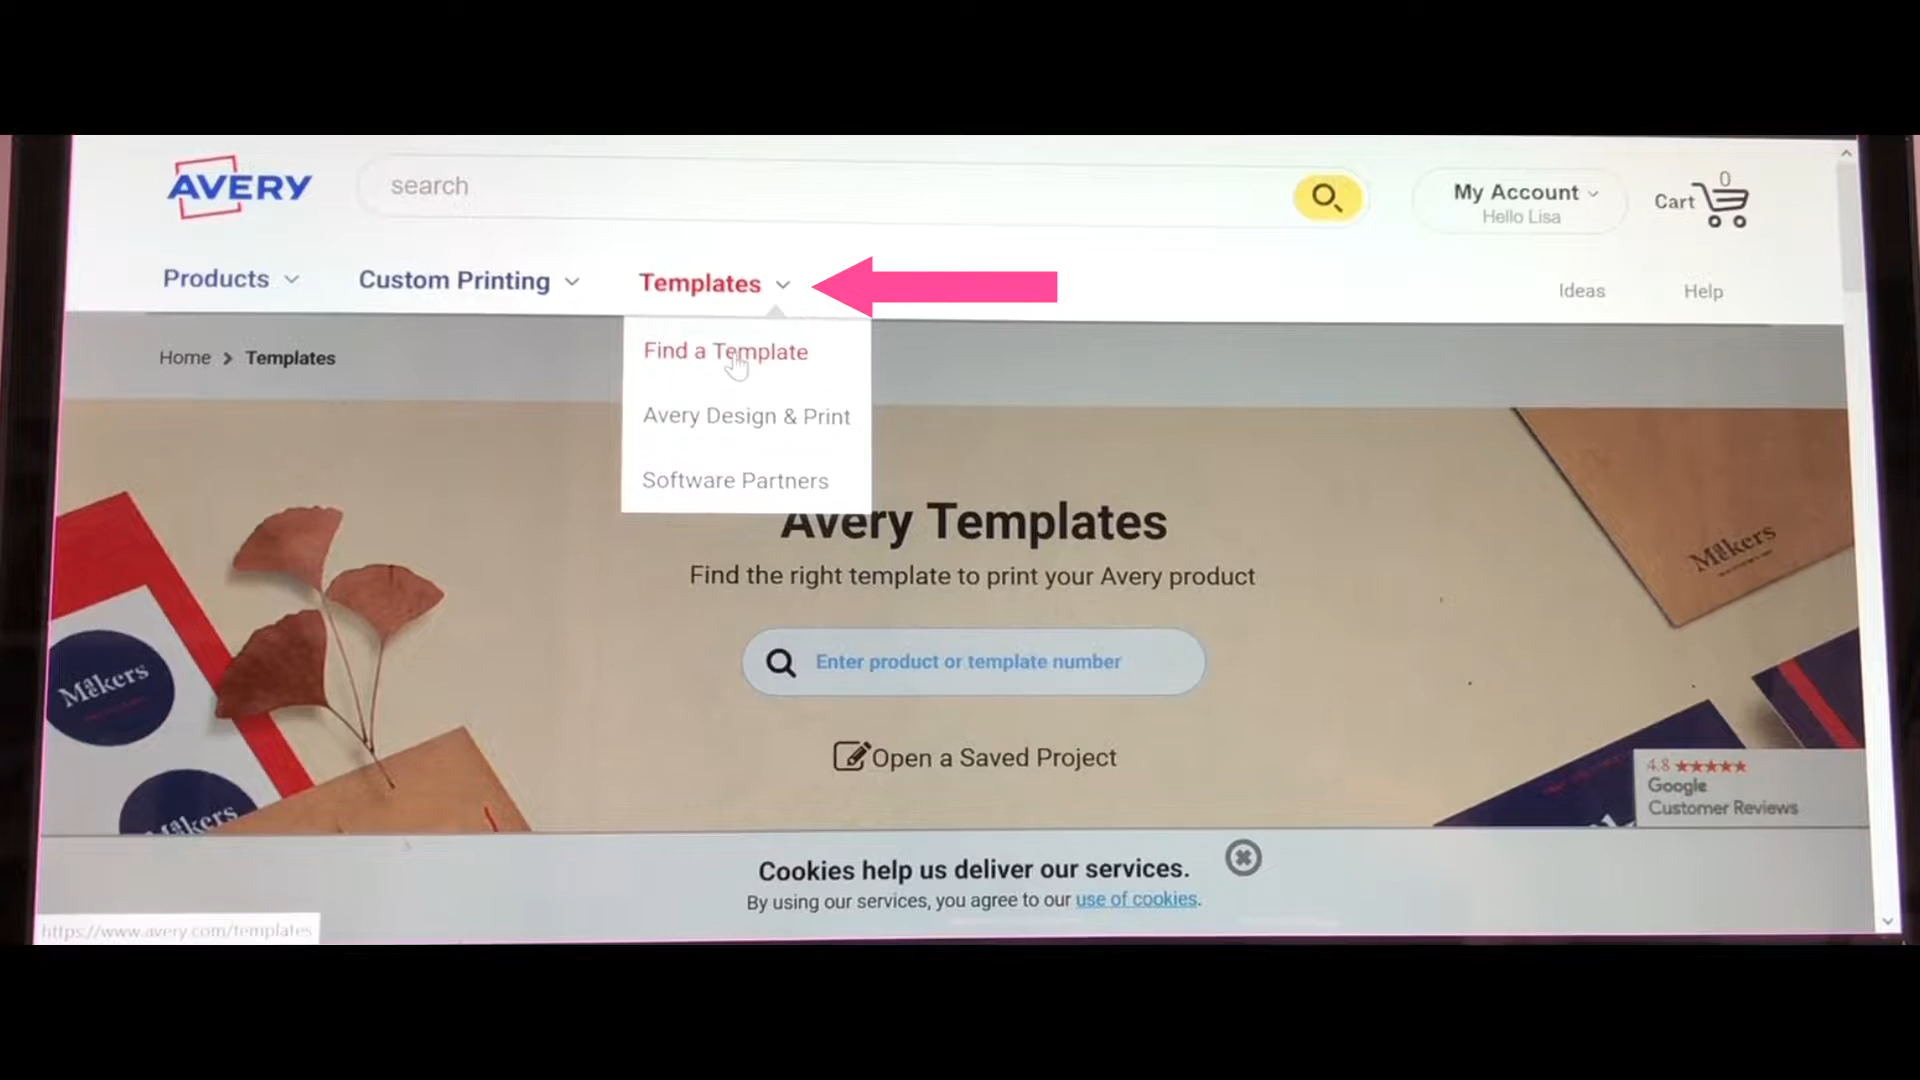 AVERY
search
My Account
Hello Lisa
Cart
0
Products
Custom Printing
Templates
Ideas
Help
Home > Templates
Find a Template
Avery Design & Print
Software Partners
Avery Templates
Find the right template to print your Avery product
Enter product or template number
Open a Saved Project
Makers
Makers
Makers
4.8 ★★★★★
Google
Customer Reviews
Cookies help us deliver our services.
By using our services, you agree to our use of cookies.
https://www.avery.com/templates